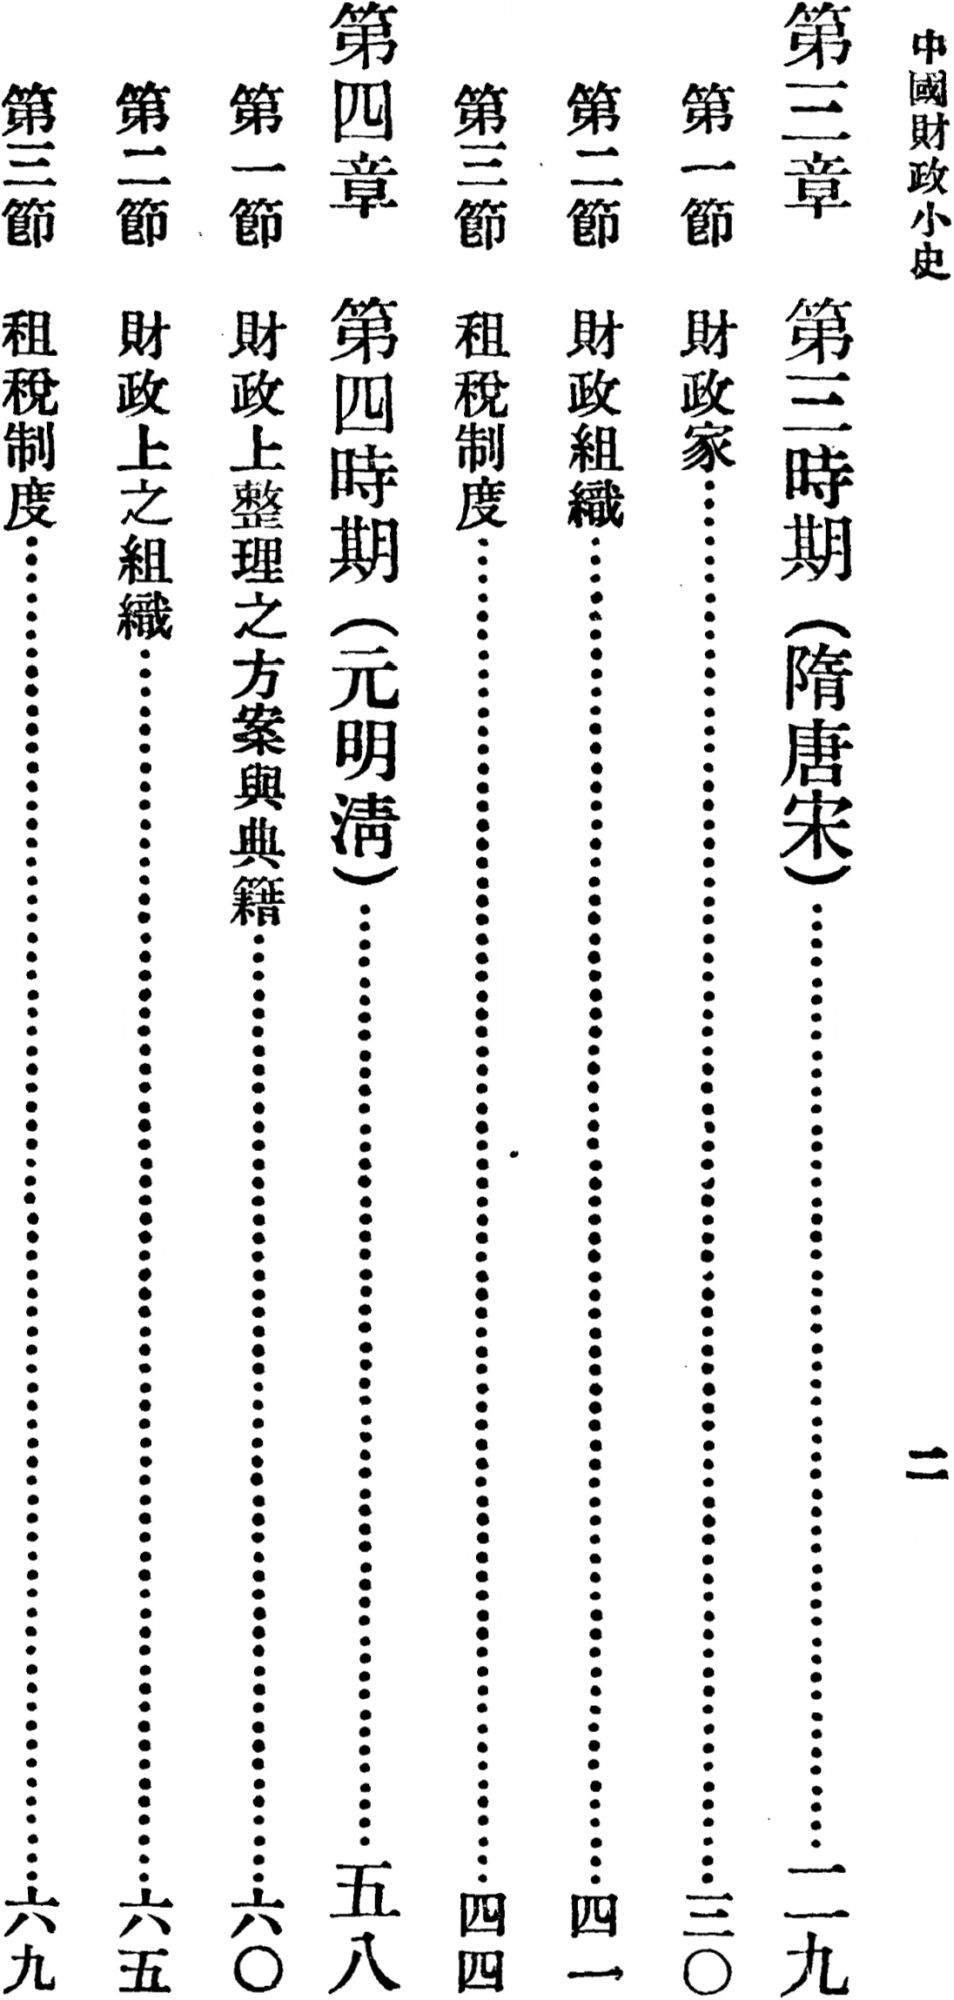 中國財政小史
二
第三章 第三時期（隋唐宋）……二九
第一節 財政家……三〇
第二節 財政組織……四一
第三節 租稅制度……四四
第四章 第四時期（元明清）……五八
第一節 財政上整理之方案與典籍……六〇
第二節 財政上之組織……六五
第三節 租稅制度……六九